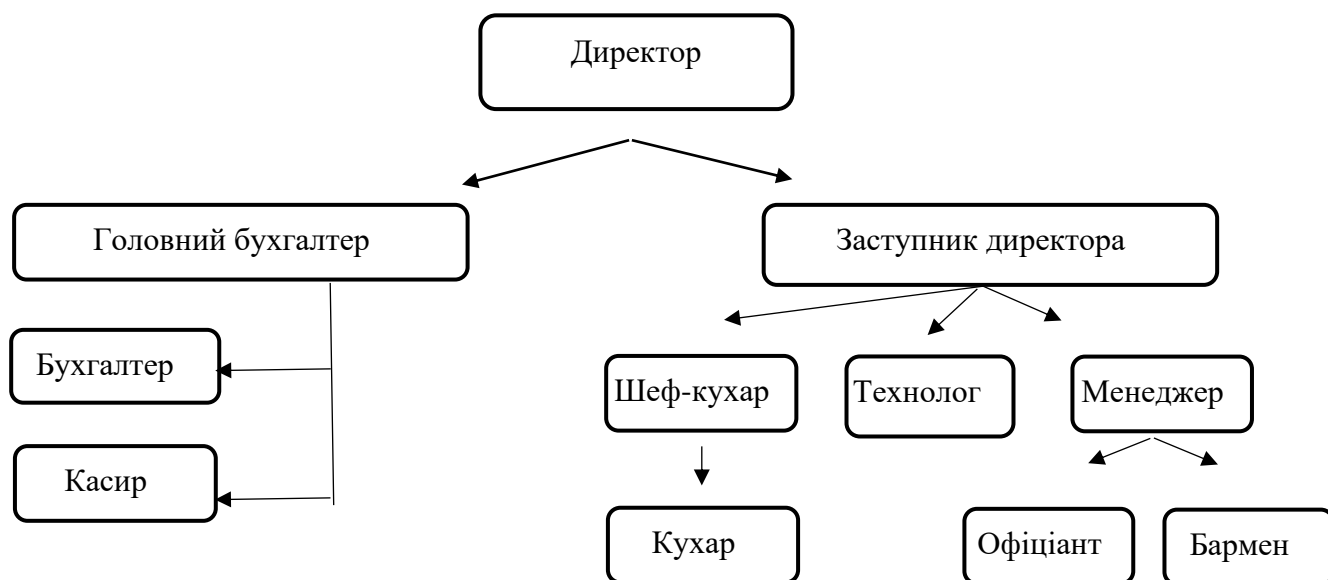 Директор
Головний бухгалтер
Заступник директора
Бухгалтер
Шеф-кухар
Технолог
Менеджер
Касир
Кухар
Офіціант
Бармен